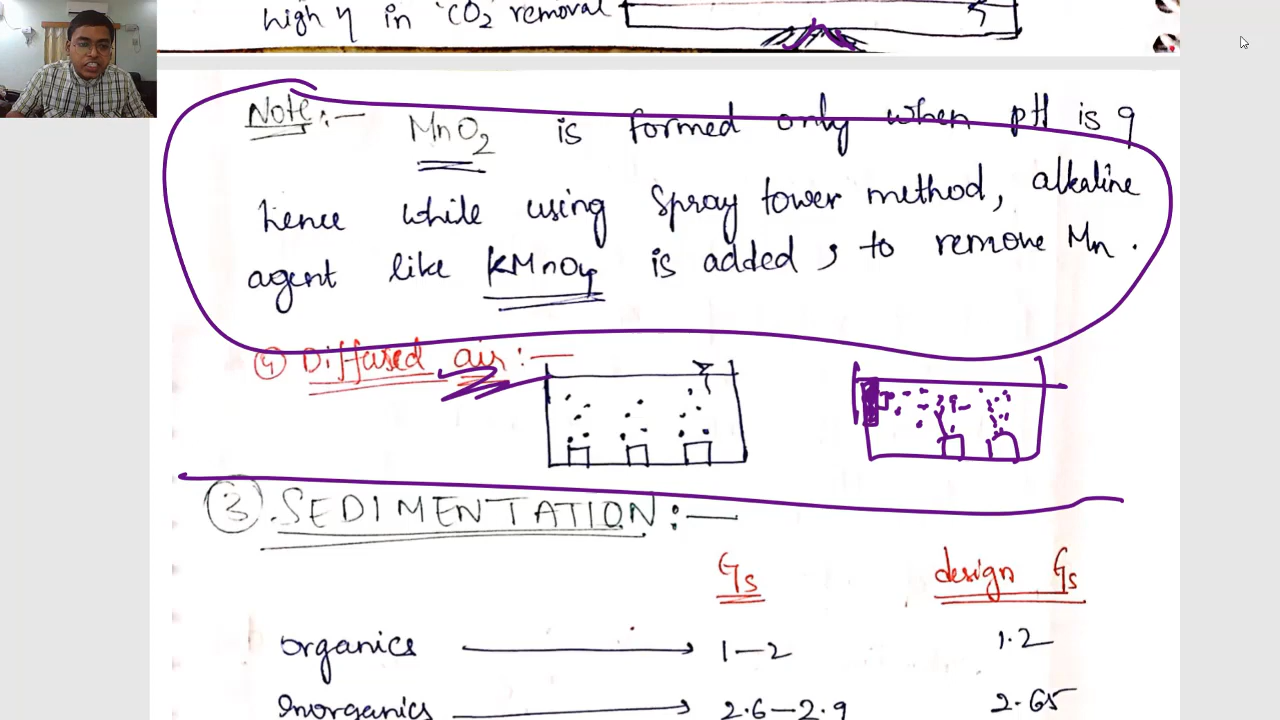 high η in 'CO2' removal
Note:- MnO2 is formed only when pH is 9
hence while using Spray tower method, alkaline
agent like KMnO4 is added, to remove Mn.
④ Diffused air:-
③. SEDIMENTATION:-
Gs design Gs
Organics → 1-2 1.2
Inorganics → 2.6-2.9 2.65